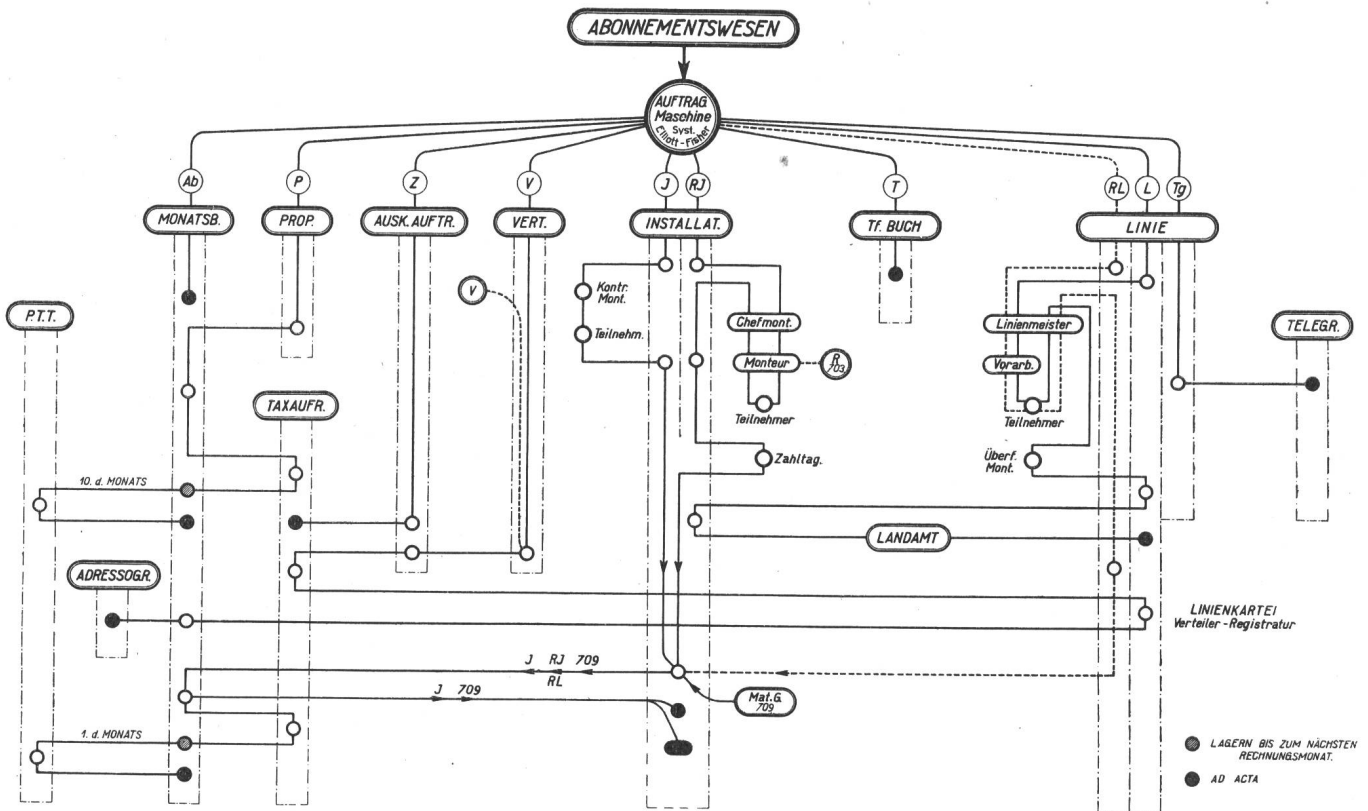 ABONNEMENTSWESEN
AUFTRAG
Maschine
Syst.
Elliott-Fisher
Ab
P
Z
V
J
RJ
T
RL
L
Tg
MONATSB.
PROP.
AUSK. AUFTR.
VERT.
INSTALLAT.
Tf. BUCH
LINIE
V
Kontr.
Mont.
Teilnehm.
Chefmont.
Monteur
R
703
Teilnehmer
Linienmeister
Vorarb.
Teilnehmer
P.T.T.
TELEGR.
TAXAUFR.
Zahltag.
Überf.
Mont.
10. d. MONATS
LANDAMT
ADRESSOGR.
LINIENKARTEI
Verteiler-Registratur
J RJ 709
RL
J 709
Mat.G.
709
1. d. MONATS
LAGERN BIS ZUM NÄCHSTEN
RECHNUNGSMONAT.
AD ACTA